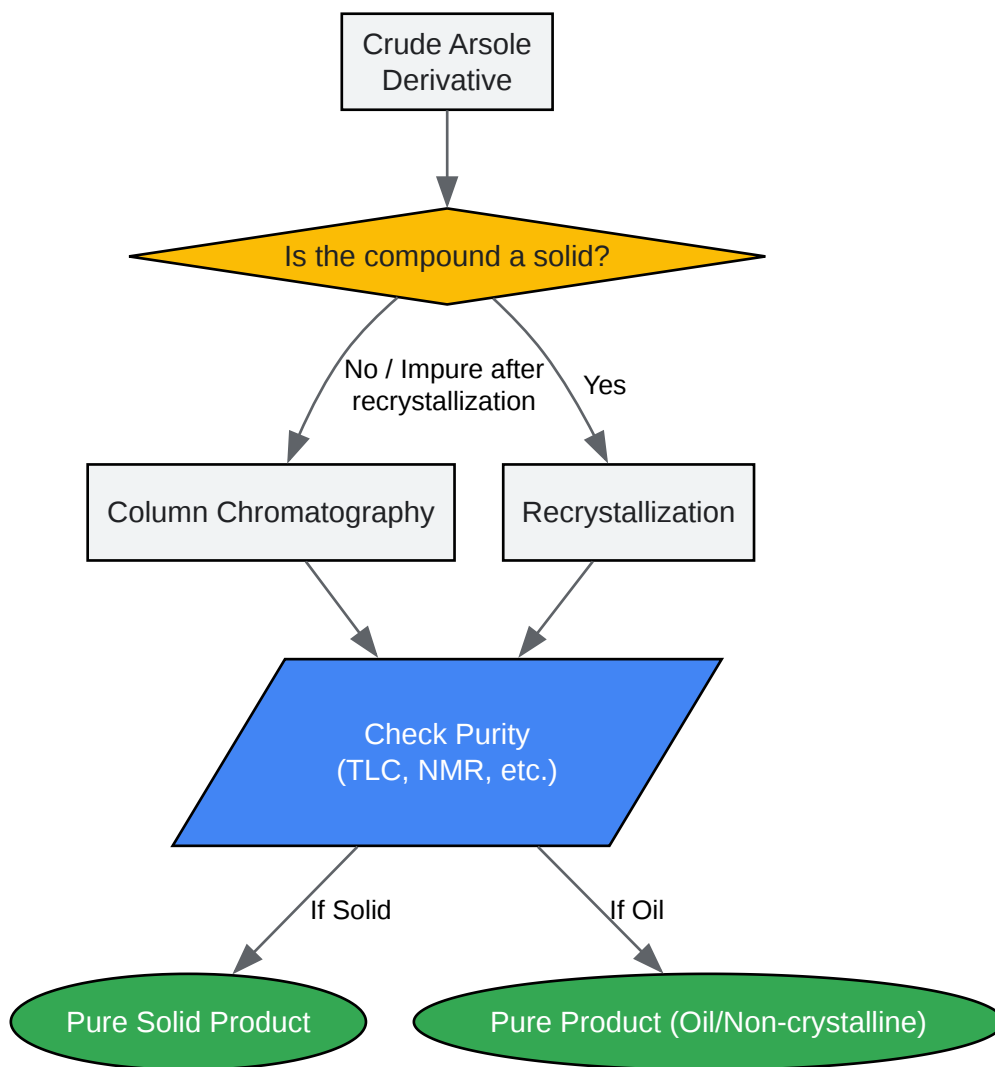 Crude Arsole
Derivative
Is the compound a solid?
No / Impure after
recrystallization
Yes
Column Chromatography
Recrystallization
Check Purity
(TLC, NMR, etc.)
If Solid
If Oil
Pure Solid Product
Pure Product (Oil/Non-crystalline)